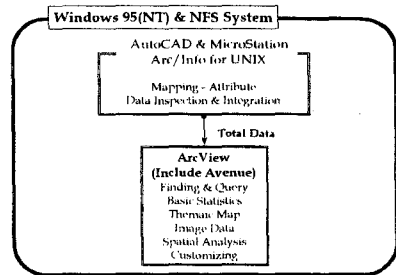 Windows 95(NT) & NFS System
AutoCAD & MicroStation
Arc/Info for UNIX
Mapping - Attribute
Data Inspection & Integration
Total Data
ArcView
(Include Avenue)
Finding & Query
Basic Statistics
Thematic Map
Image Data
Spatial Analysis
Customizing